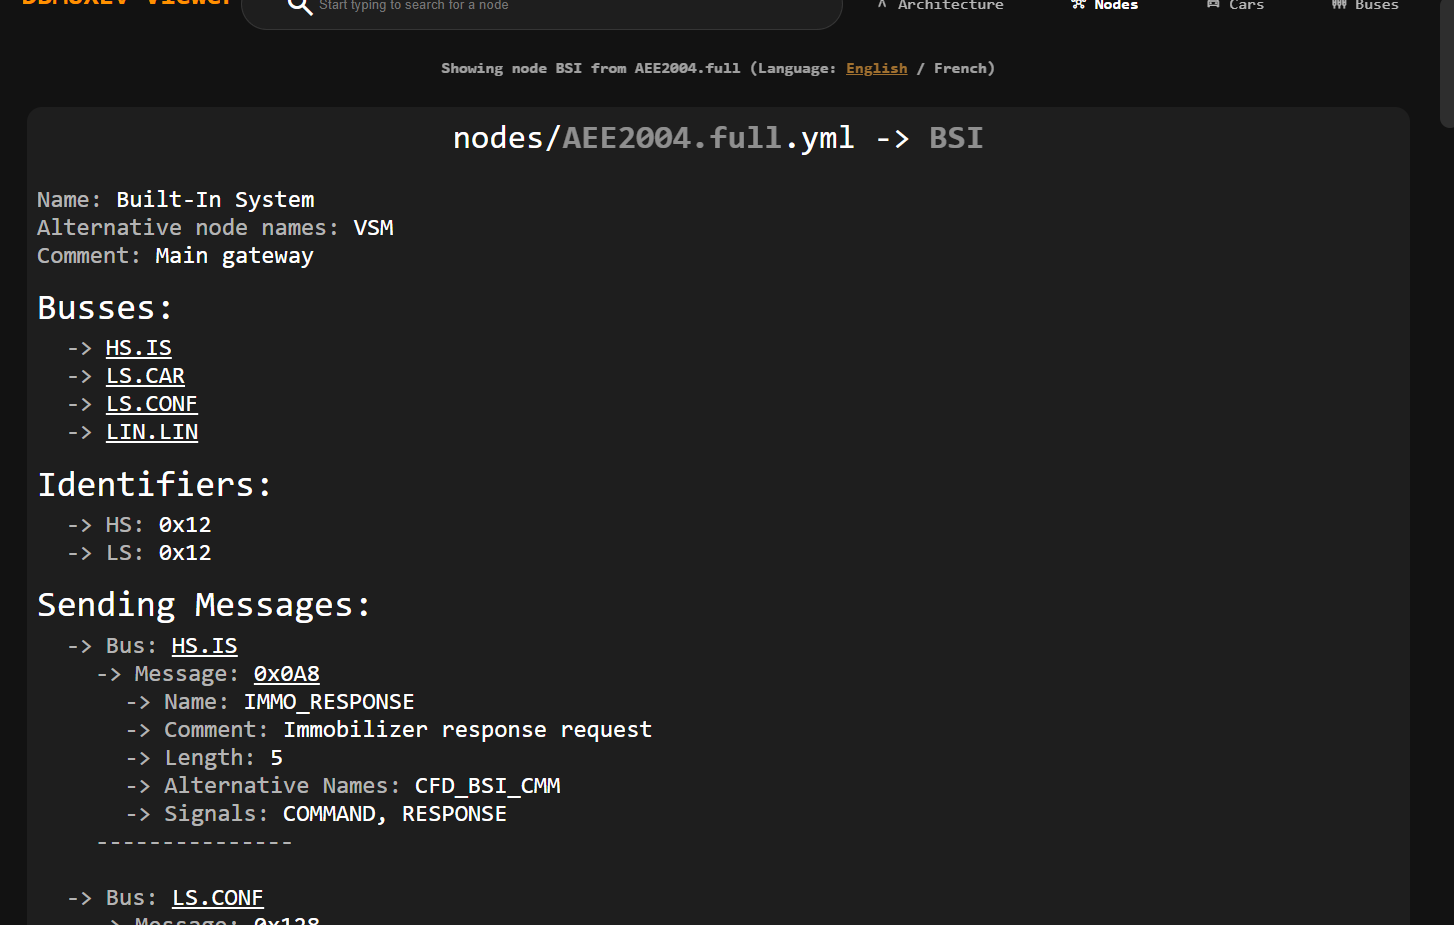 Viewer
Start typing to search for a node
Architecture
Nodes
Cars
Buses
Showing node BSI from AEE2004.full (Language: English / French)
nodes/AEE2004.full.yml -> BSI
Name: Built-In System
Alternative node names: VSM
Comment: Main gateway
Busses:
-> HS.IS
-> LS.CAR
-> LS.CONF
-> LIN.LIN
Identifiers:
-> HS: 0x12
-> LS: 0x12
Sending Messages:
-> Bus: HS.IS
-> Message: 0x0A8
-> Name: IMMO_RESPONSE
-> Comment: Immobilizer response request
-> Length: 5
-> Alternative Names: CFD_BSI_CMM
-> Signals: COMMAND, RESPONSE
---------------
-> Bus: LS.CONF
-> Message: 0x128